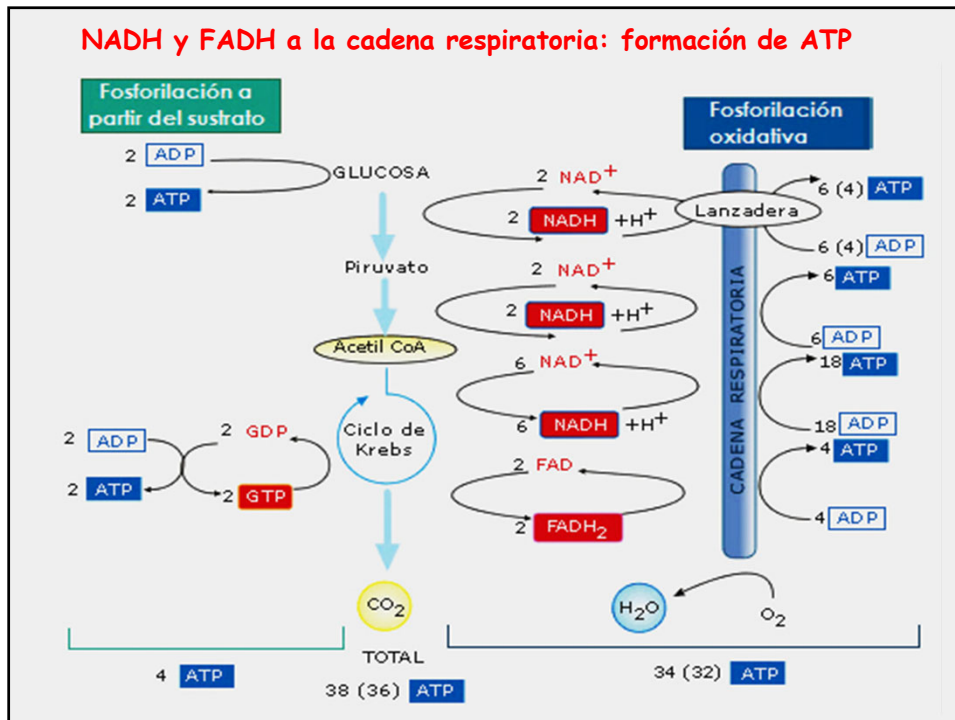 NADH y FADH a la cadena respiratoria: formación de ATP
Fosforilación a
partir del sustrato
2 ADP
2 ATP
GLUCOSA
Piruvato
Acetil CoA
Ciclo de
Krebs
2 ADP
2 ATP
2 GDP
2 GTP
CO2
2 NAD+
2 NADH +H+
2 NAD+
2 NADH +H+
6 NAD+
6 NADH +H+
2 FAD
2 FADH2
Fosforilación
oxidativa
Lanzadera
CADENA RESPIRATORIA
6 (4) ATP
6 (4) ADP
6 ATP
6 ADP
18 ATP
18 ADP
4 ATP
4 ADP
H2O
O2
4 ATP
TOTAL
38 (36) ATP
34 (32) ATP